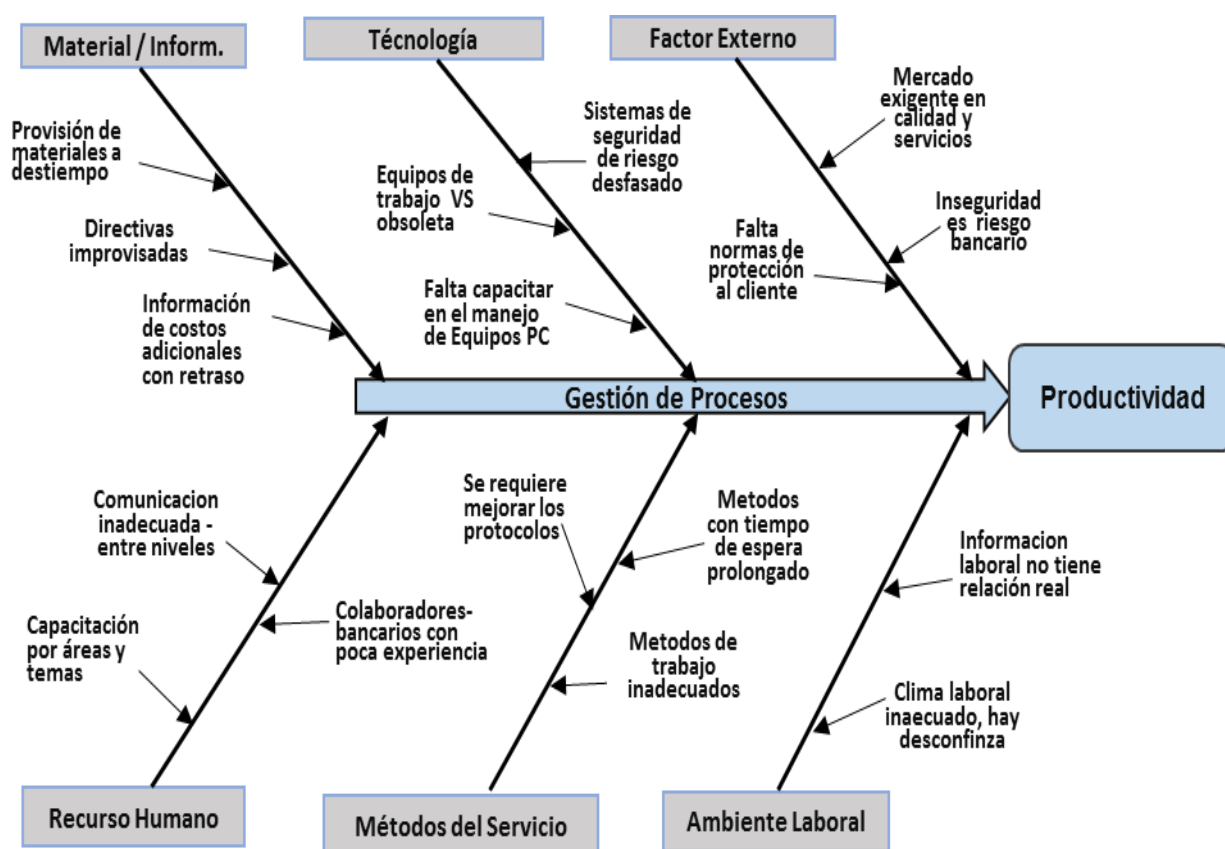 Material / Inform.
Técnología
Factor Externo
Provisión de
materiales a
destiempo
Directivas
improvisadas
Información
de costos
adicionales
con retraso
Sistemas de
seguridad
de riesgo
desfasado
Equipos de
trabajo VS
obsoleta
Falta capacitar
en el manejo
de Equipos PC
Mercado
exigente en
calidad y
servicios
Inseguridad
es riesgo
bancario
Falta
normas de
protección
al cliente
Gestión de Procesos
Productividad
Comunicacion
inadecuada -
entre niveles
Colaboradores-
bancarios con
poca experiencia
Capacitación
por áreas y
temas
Se requiere
mejorar los
protocolos
Metodos
con tiempo
de espera
prolongado
Metodos de
trabajo
inadecuados
Informacion
laboral no tiene
relación real
Clima laboral
inaecuado, hay
desconfinza
Recurso Humano
Métodos del Servicio
Ambiente Laboral